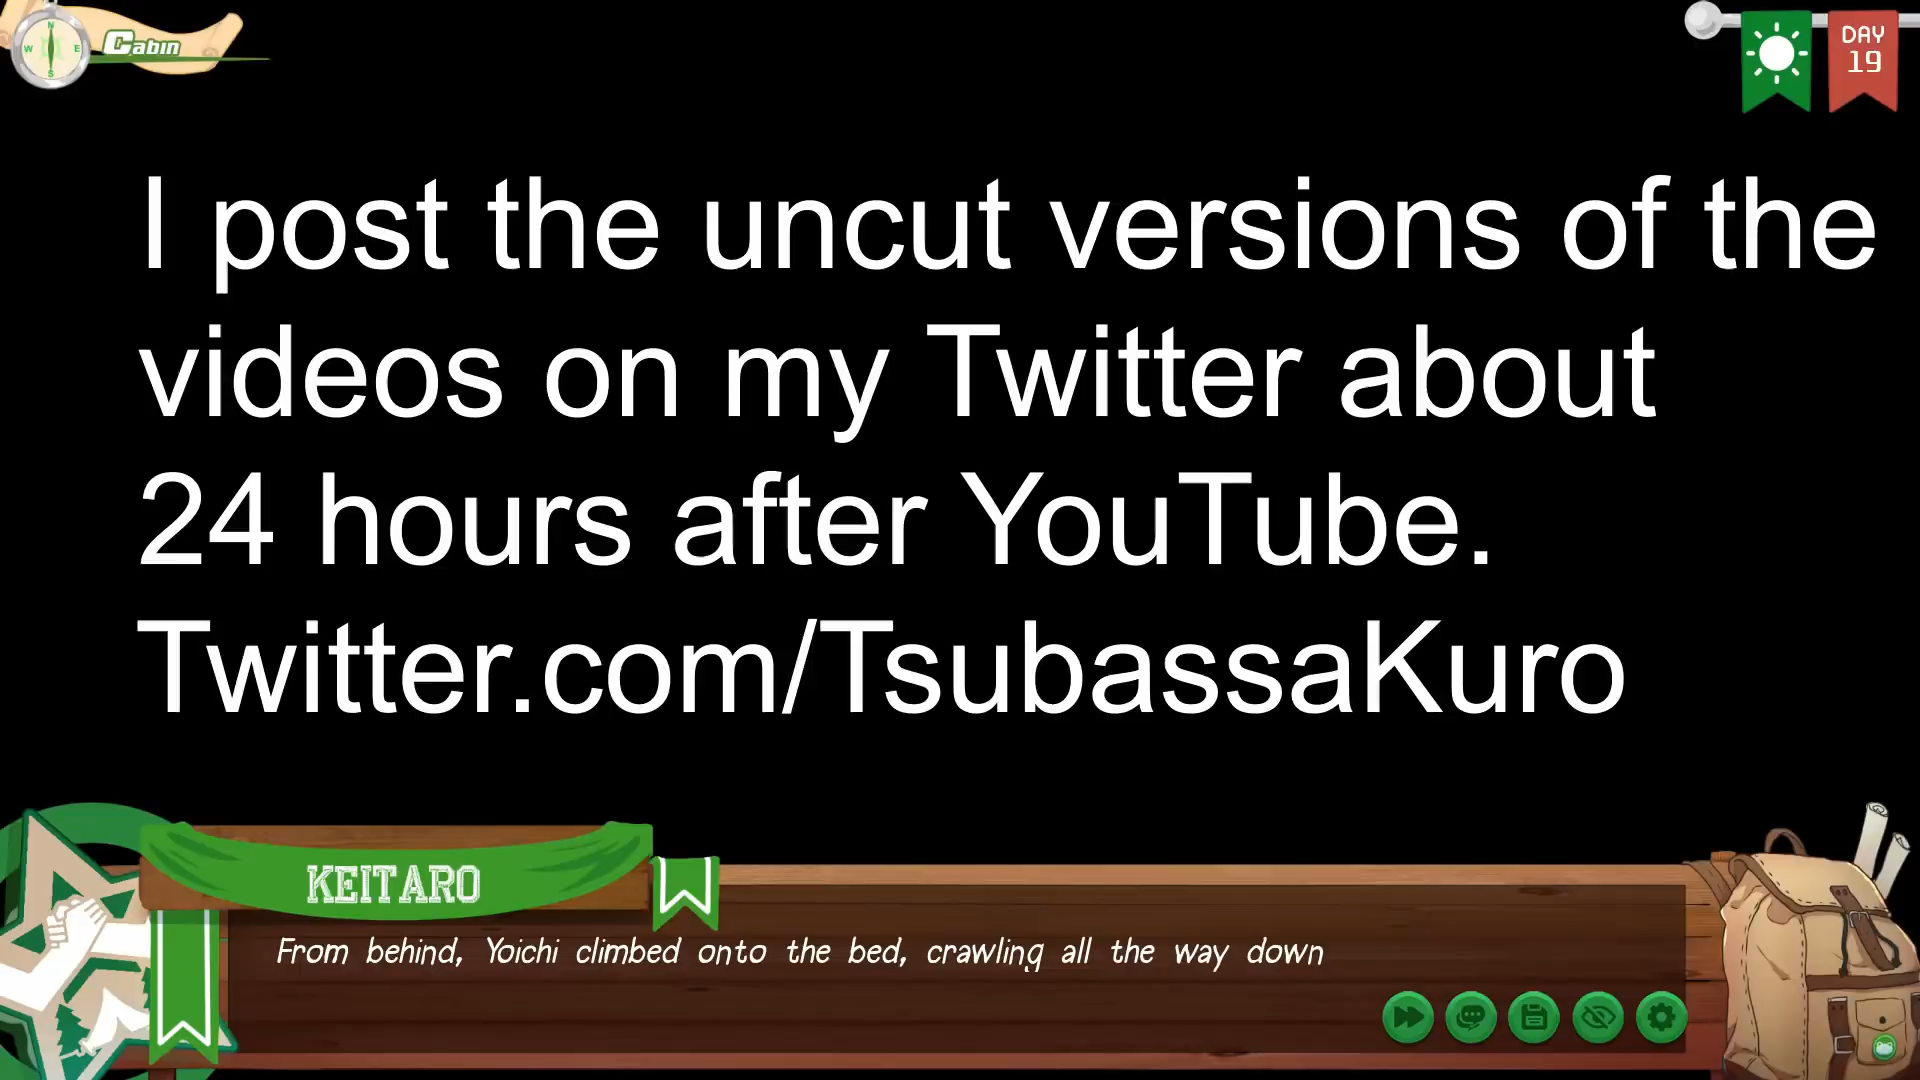 N
W E
S
Cabin
DAY
19
I post the uncut versions of the
videos on my Twitter about
24 hours after YouTube.
Twitter.com/TsubassaKuro
KEITARO
From behind, Yoichi climbed onto the bed, crawling all the way down